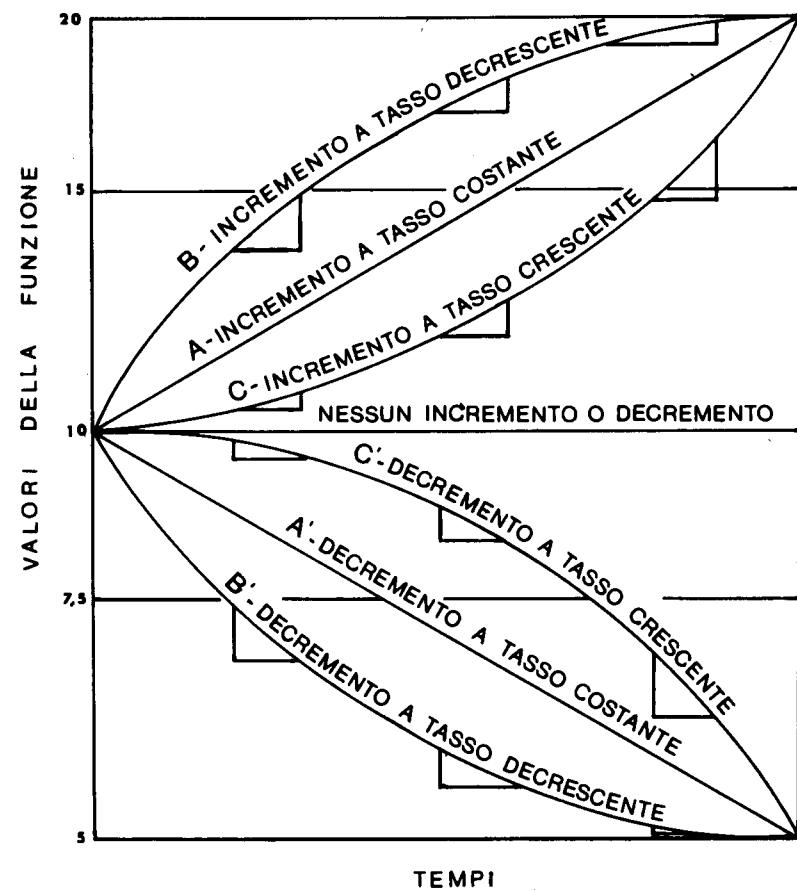 20
B- INCREMENTO A TASSO DECRESCENTE
15
A-INCREMENTO A TASSO COSTANTE
C- INCREMENTO A TASSO CRESCENTE
NESSUN INCREMENTO O DECREMENTO
10
C'-DECREMENTO A TASSO CRESCENTE
A'-DECREMENTO A TASSO COSTANTE
7,5
B'-DECREMENTO A TASSO DECRESCENTE
5
VALORI DELLA FUNZIONE
TEMPI